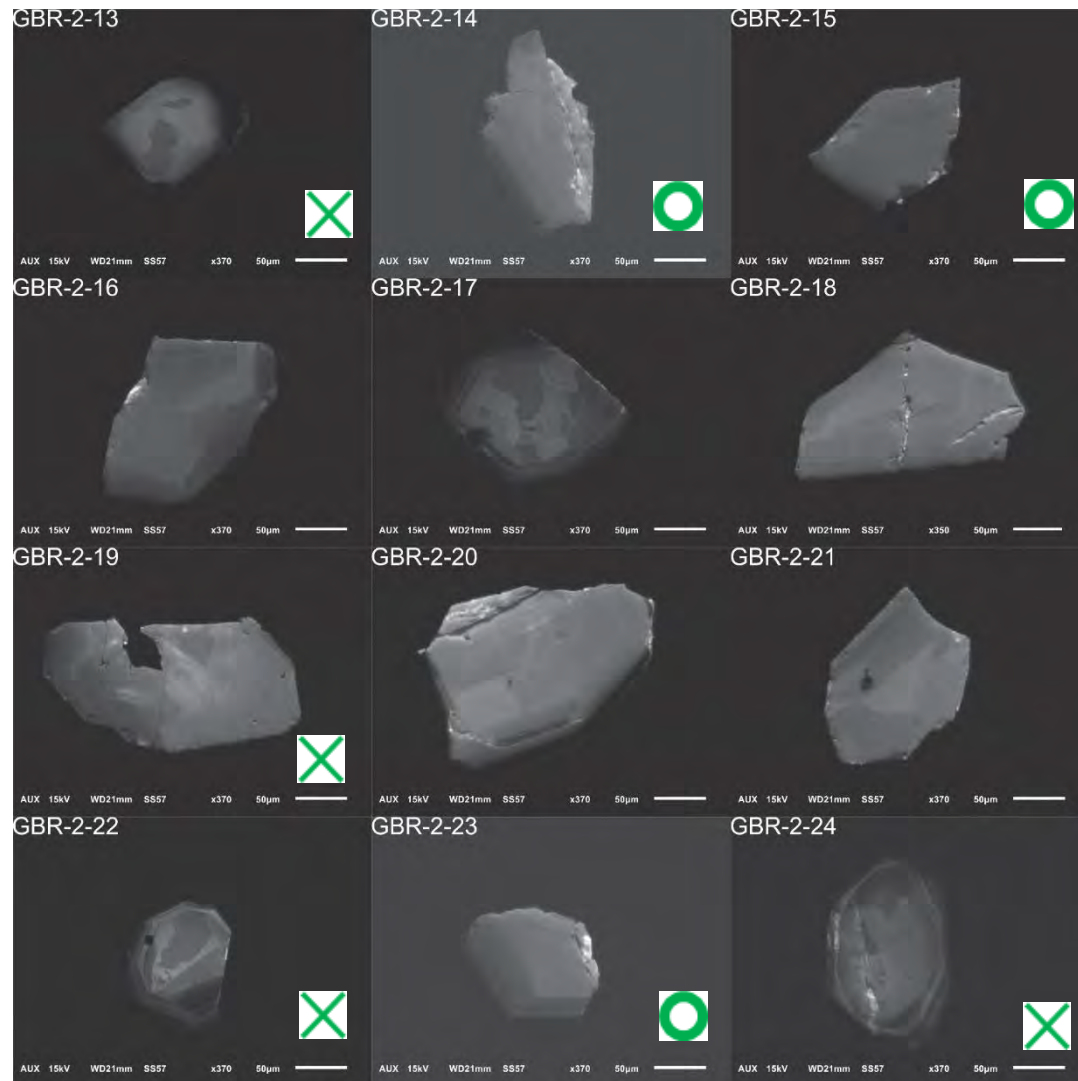 GBR-2-13 GBR-2-14 GBR-2-15
AUX 15kV WD21mm SS57 x370 50µm AUX 15kV WD21mm SS57 x370 50µm AUX 15kV WD21mm SS57 x370 50µm
GBR-2-16 GBR-2-17 GBR-2-18
AUX 15kV WD21mm SS57 x370 50µm AUX 15kV WD21mm SS57 x370 50µm AUX 15kV WD21mm SS57 x350 50µm
GBR-2-19 GBR-2-20 GBR-2-21
AUX 15kV WD21mm SS57 x370 50µm AUX 15kV WD21mm SS57 x370 50µm AUX 15kV WD21mm SS57 x370 50µm
GBR-2-22 GBR-2-23 GBR-2-24
AUX 15kV WD21mm SS57 x370 50µm AUX 15kV WD21mm SS57 x370 50µm AUX 15kV WD21mm SS57 x370 50µm